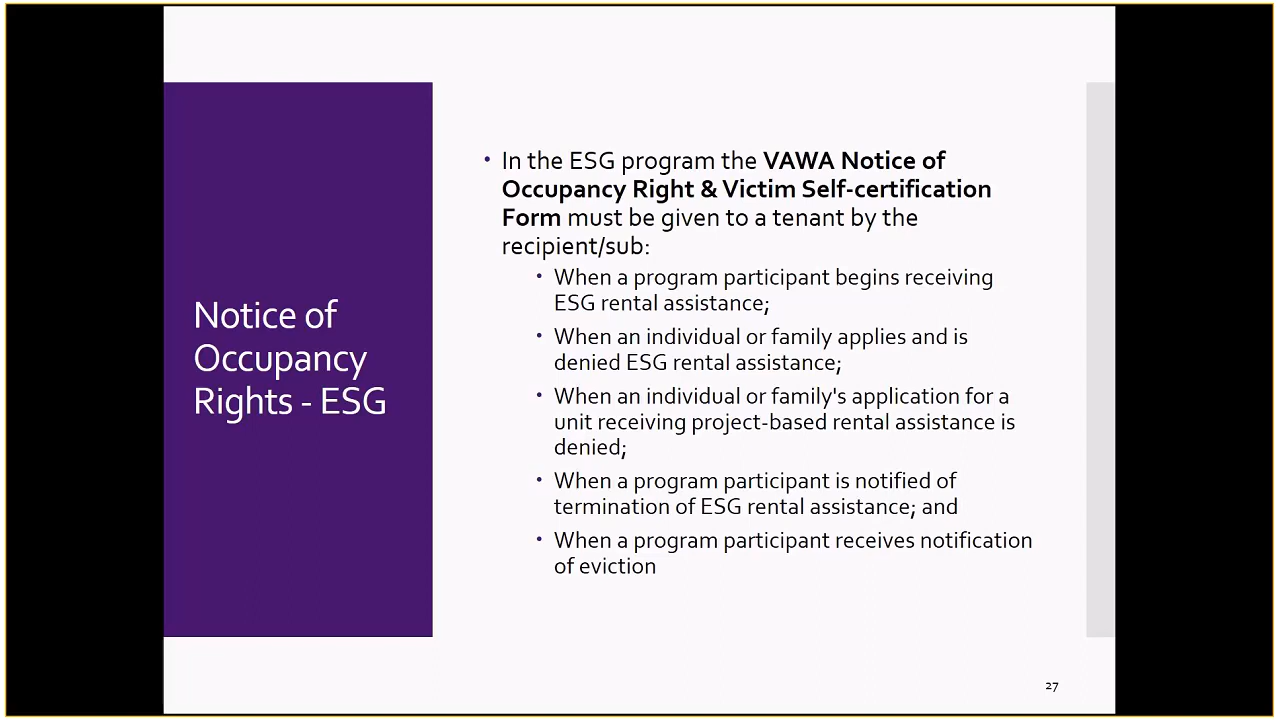 Notice of
Occupancy
Rights - ESG
• In the ESG program the VAWA Notice of
Occupancy Right & Victim Self-certification
Form must be given to a tenant by the
recipient/sub:
• When a program participant begins receiving
ESG rental assistance;
• When an individual or family applies and is
denied ESG rental assistance;
• When an individual or family's application for a
unit receiving project-based rental assistance is
denied;
• When a program participant is notified of
termination of ESG rental assistance; and
• When a program participant receives notification
of eviction
27